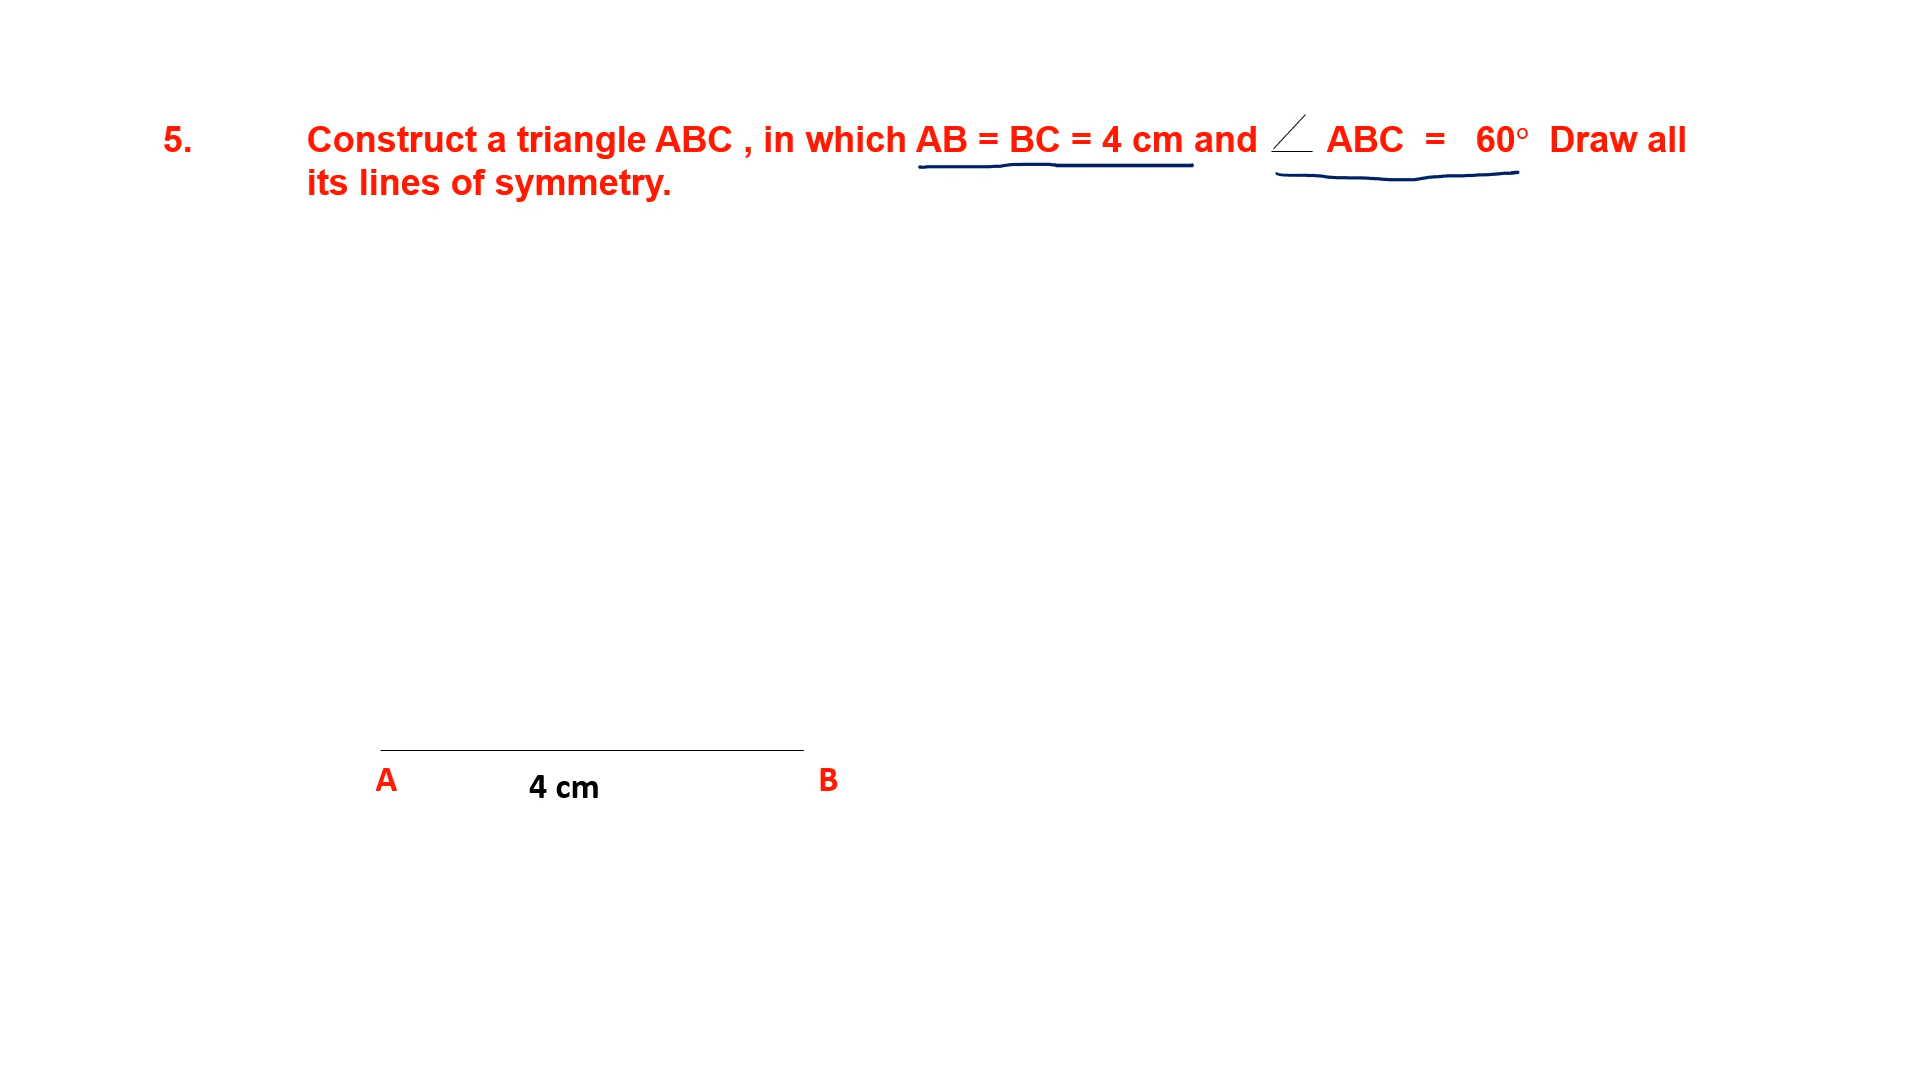 5. Construct a triangle ABC , in which AB = BC = 4 cm and ∠ ABC = 60° Draw all
its lines of symmetry.
A 4 cm B